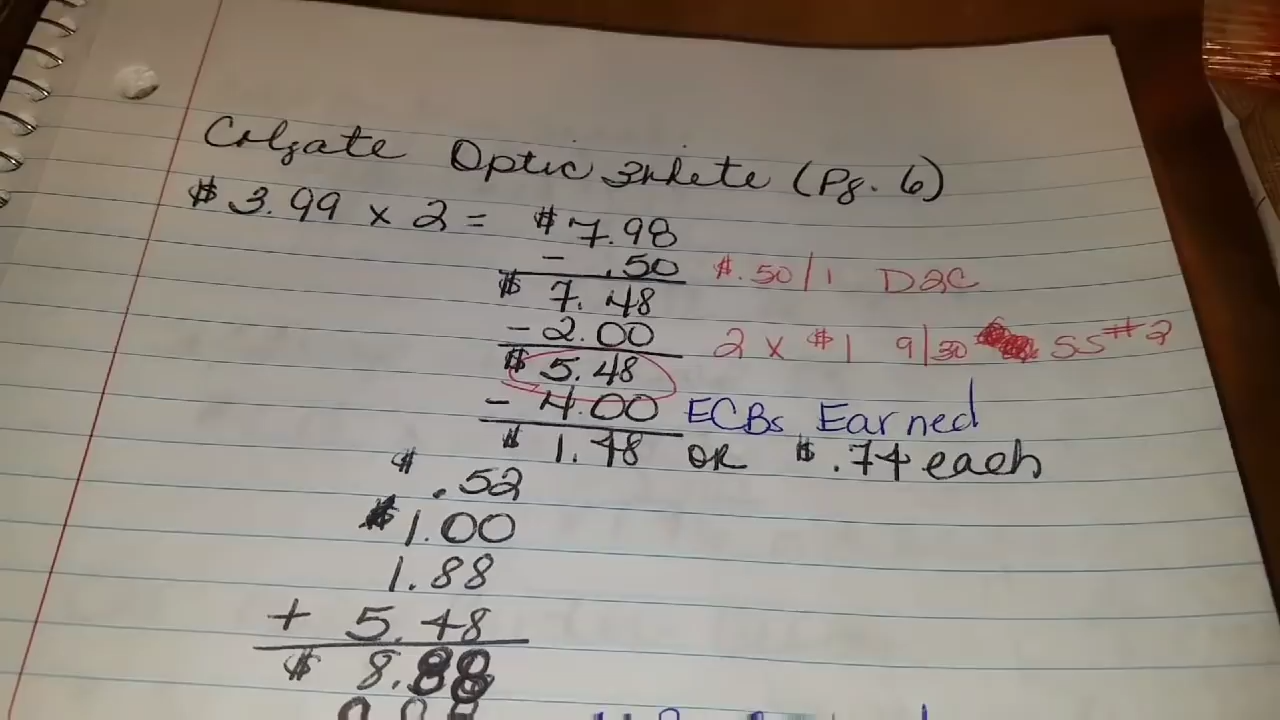 Colgate Optic White (Pg. 6)
$3.99 x 2 = $7.98
- .50 $.50/1 D2C
$ 7.48
- 2.00 2 x $1 9/30 SS#2
$ 5.48
- 4.00 ECBs Earned
$ 1.48 OR $.74 each
$ .52
$1.00
1.88
+ 5.48
$ 8.88